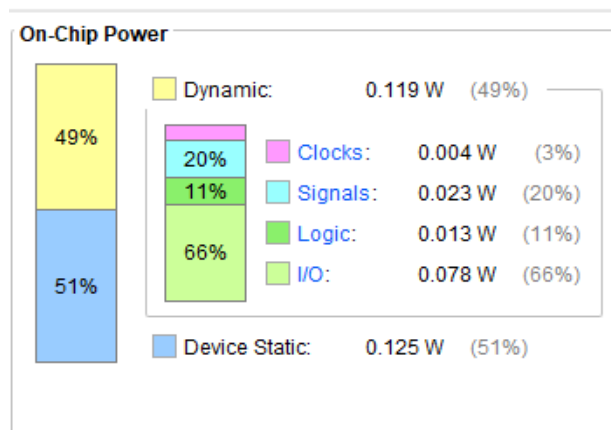 On-Chip Power
49%
51%
Dynamic: 0.119 W (49%)
20%
11%
66%
Clocks: 0.004 W (3%)
Signals: 0.023 W (20%)
Logic: 0.013 W (11%)
I/O: 0.078 W (66%)
Device Static: 0.125 W (51%)